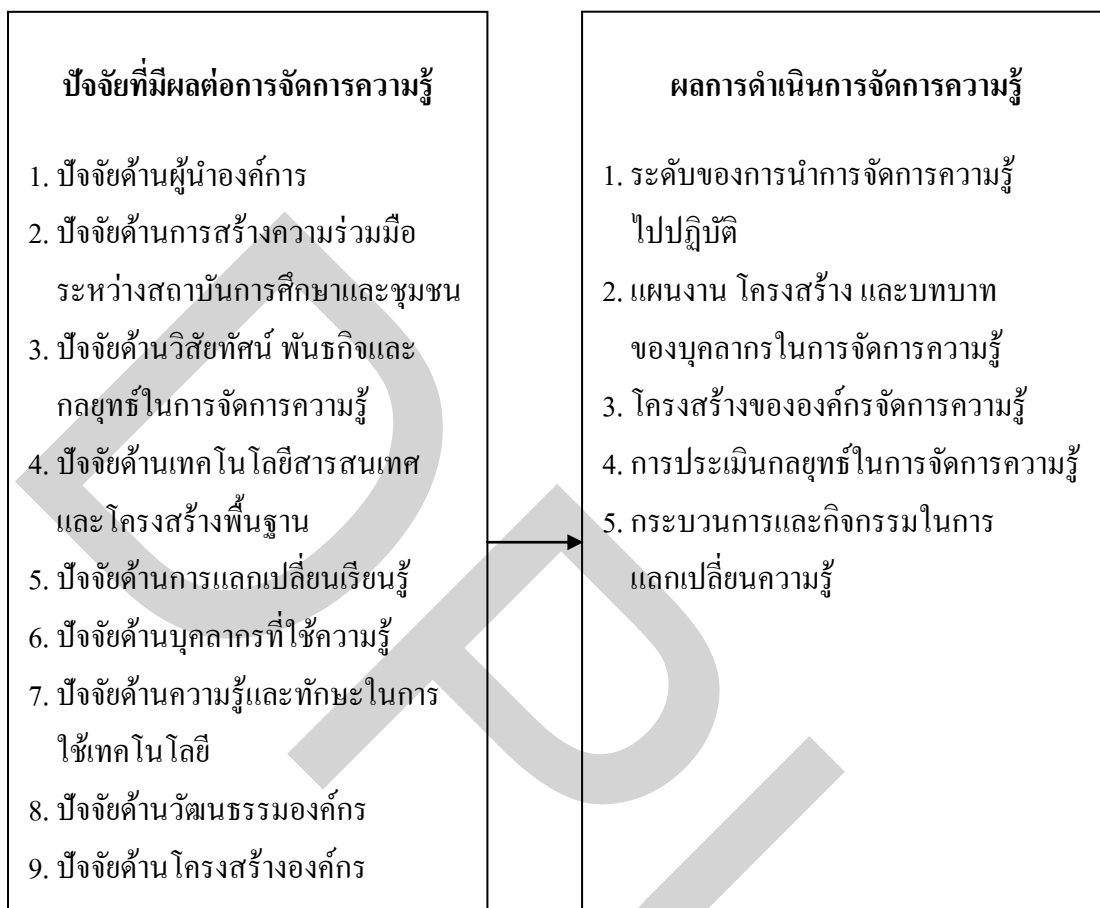 ปัจจัยที่มีผลต่อการจัดการความรู้
1. ปัจจัยด้านผู้นำองค์การ
2. ปัจจัยด้านการสร้างความร่วมมือ
ระหว่างสถาบันการศึกษาและชุมชน
3. ปัจจัยด้านวิสัยทัศน์ พันธกิจและ
กลยุทธ์ในการจัดการความรู้
4. ปัจจัยด้านเทคโนโลยีสารสนเทศ
และโครงสร้างพื้นฐาน
5. ปัจจัยด้านการแลกเปลี่ยนเรียนรู้
6. ปัจจัยด้านบุคลากรที่ใช้ความรู้
7. ปัจจัยด้านความรู้และทักษะในการ
ใช้เทคโนโลยี
8. ปัจจัยด้านวัฒนธรรมองค์กร
9. ปัจจัยด้านโครงสร้างองค์กร
ผลการดำเนินการจัดการความรู้
1. ระดับของการนำการจัดการความรู้
ไปปฏิบัติ
2. แผนงาน โครงสร้าง และบทบาท
ของบุคลากรในการจัดการความรู้
3. โครงสร้างขององค์กรจัดการความรู้
4. การประเมินกลยุทธ์ในการจัดการความรู้
5. กระบวนการและกิจกรรมในการ
แลกเปลี่ยนความรู้